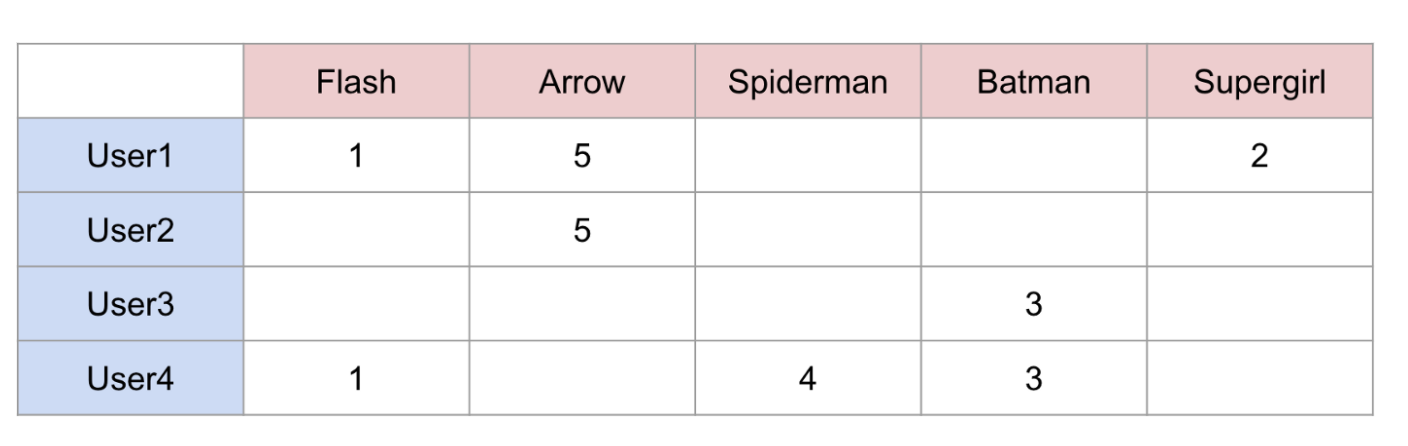 Flash Arrow Spiderman Batman Supergirl
User1 1 5 2
User2 5
User3 3
User4 1 4 3